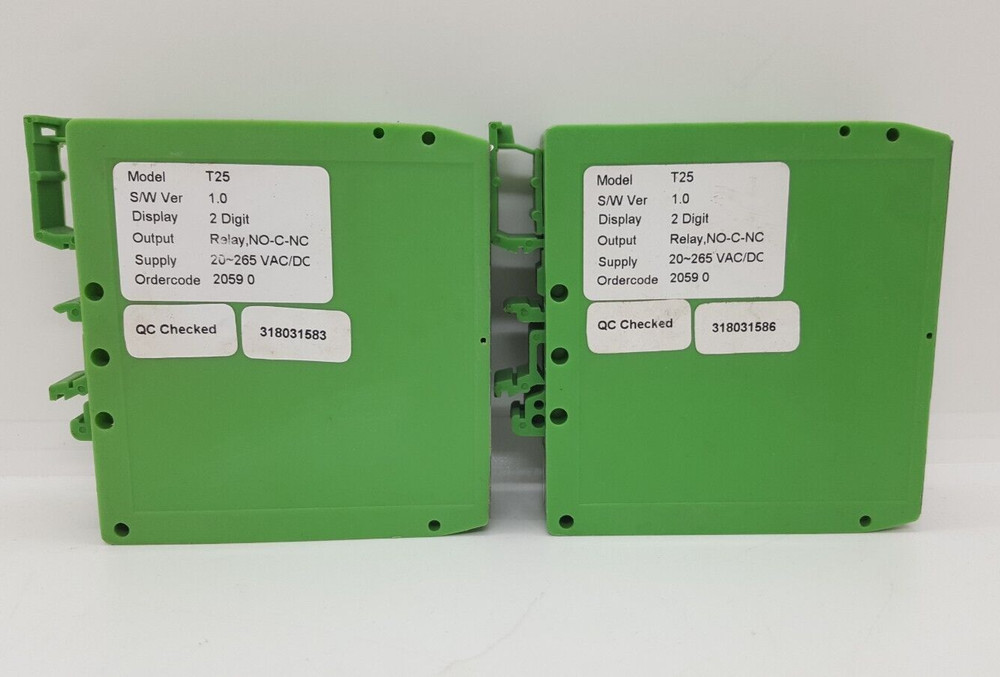 Model T25
S/W Ver 1.0
Display 2 Digit
Output Relay,NO-C-NC
Supply 20~265 VAC/DC
Ordercode 2059 0
QC Checked
318031583
Model T25
S/W Ver 1.0
Display 2 Digit
Output Relay,NO-C-NC
Supply 20~265 VAC/DC
Ordercode 2059 0
QC Checked
318031586